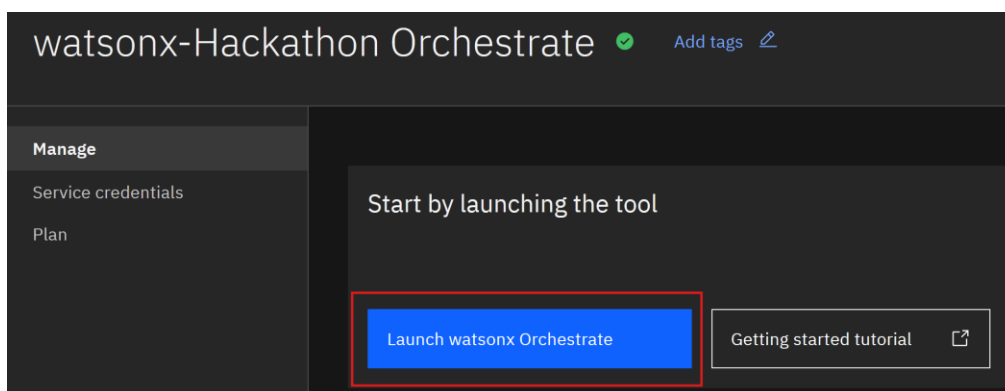 watsonx-Hackathon Orchestrate
Add tags
Manage
Service credentials
Plan
Start by launching the tool
Launch watsonx Orchestrate
Getting started tutorial